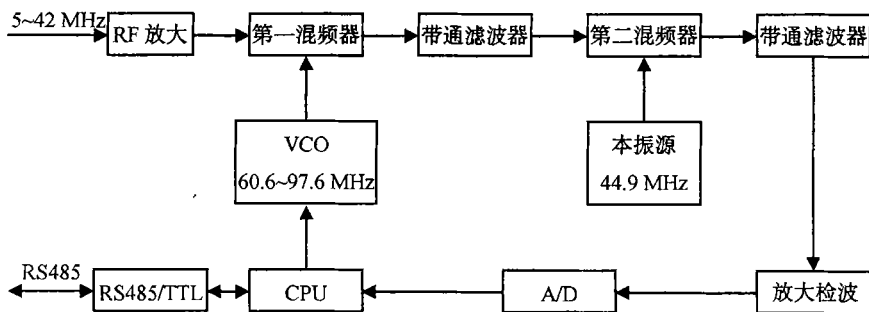 5~42 MHz
RF 放大
第一混频器
带通滤波器
第二混频器
带通滤波器
VCO
60.6~97.6 MHz
本振源
44.9 MHz
RS485
RS485/TTL
CPU
A/D
放大检波